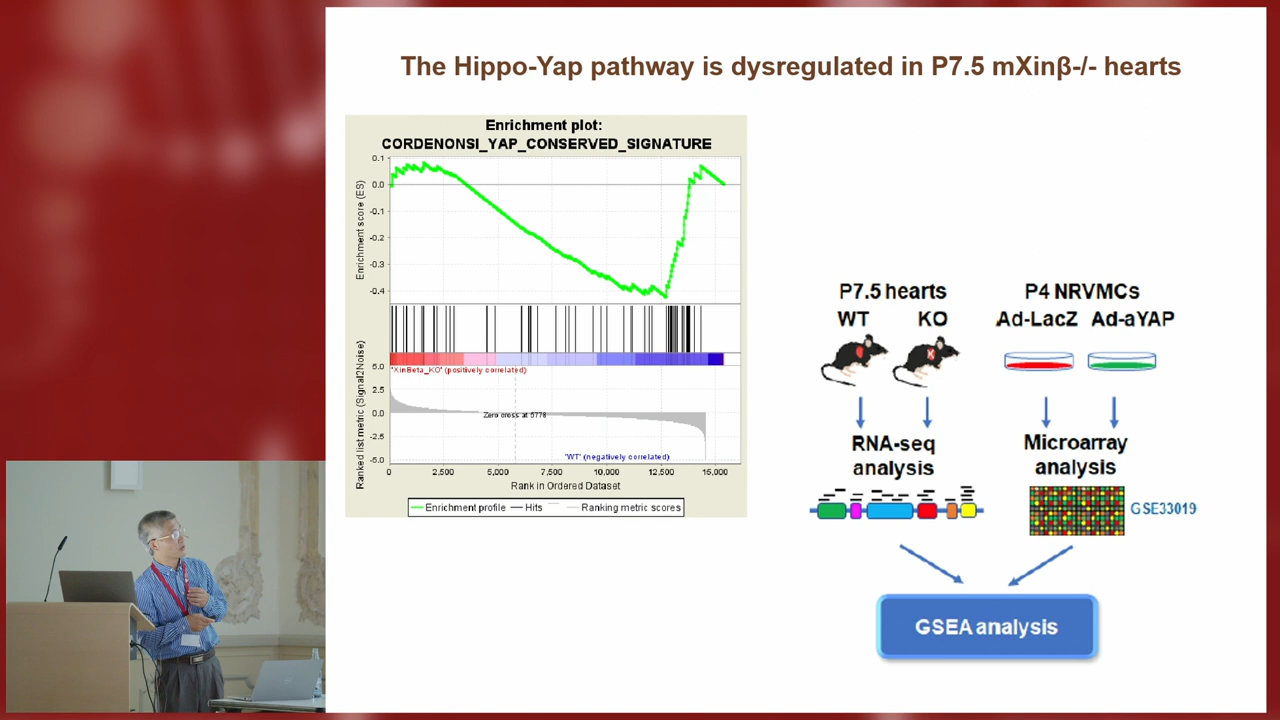 The Hippo-Yap pathway is dysregulated in P7.5 mXinβ-/- hearts
Enrichment plot:
CORDENONSI_YAP_CONSERVED_SIGNATURE
0.1
0.0
-0.1
-0.2
-0.3
-0.4
Enrichment score (ES)
'XinBeta_KO' (positively correlated)
5.0
2.5
0.0
-2.5
-5.0
Ranked list metric (Signal2Noise)
Zero cross at 5778
'WT' (negatively correlated)
0 2,500 5,000 7,500 10,000 12,500 15,000
Rank in Ordered Dataset
Enrichment profile Hits Ranking metric scores
P7.5 hearts
WT KO
RNA-seq
analysis
P4 NRVMCs
Ad-LacZ Ad-aYAP
Microarray
analysis
GSE33019
GSEA analysis